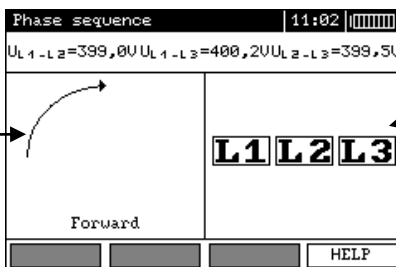 Phase sequence 11:02
UL1-L2=399,0V UL1-L3=400,2V UL2-L3=399,5V
L1 L2 L3
Forward
HELP